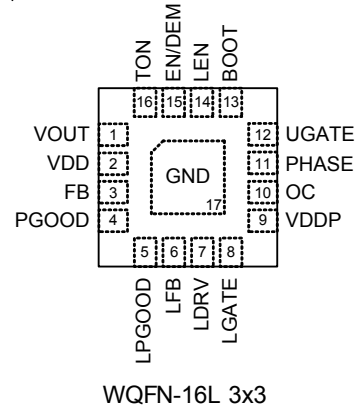 TON
EN/DEM
LEN
BOOT
16 15 14 13
VOUT 1
VDD 2
FB 3
PGOOD 4
GND
17
12 UGATE
11 PHASE
10 OC
9 VDDP
5 6 7 8
LPGOOD
LFB
LDRV
LGATE
WQFN-16L 3x3